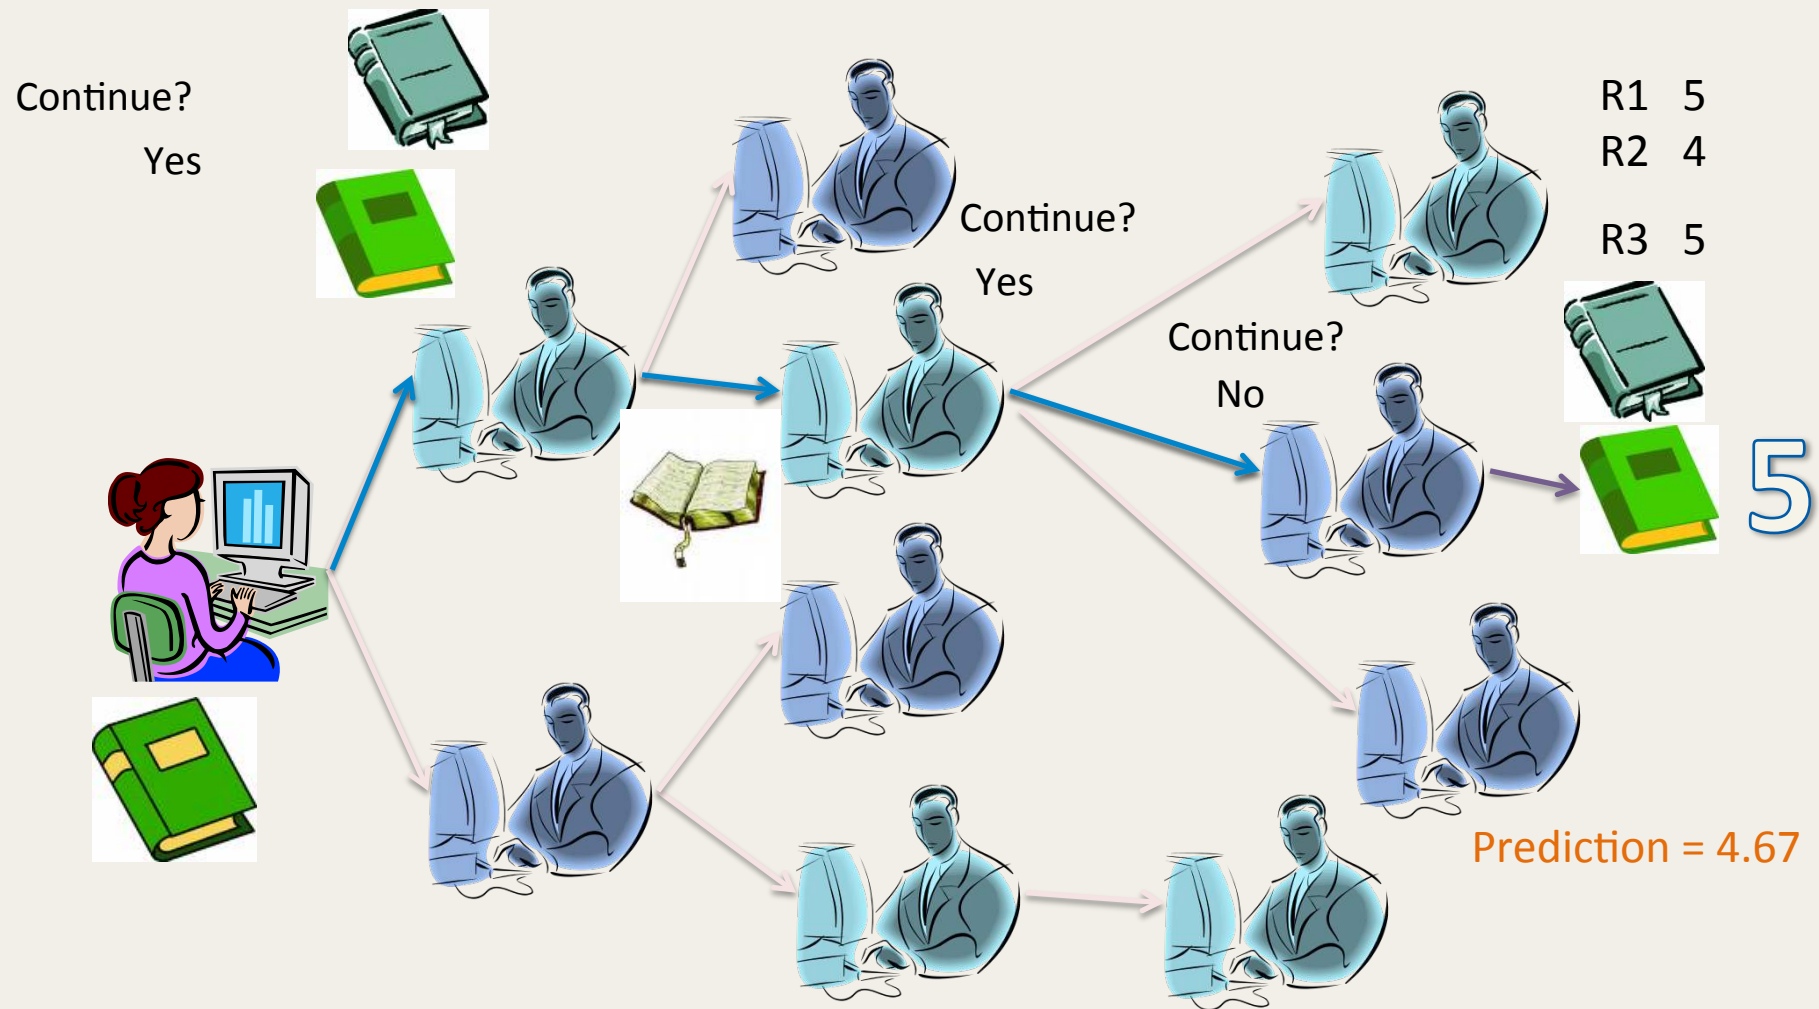 Continue?
Yes
Continue?
Yes
Continue?
No
R1 5
R2 4
R3 5
5
Prediction = 4.67